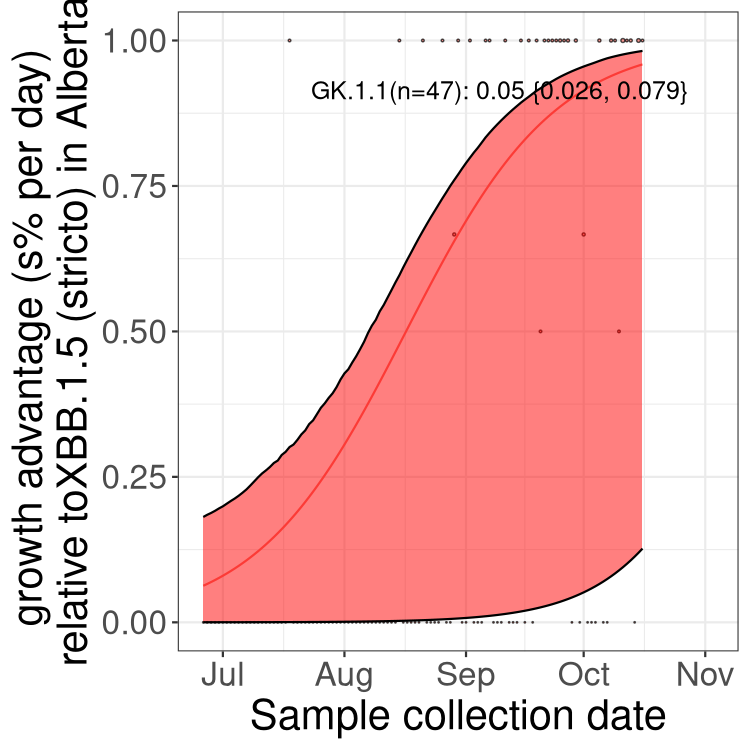 growth advantage (s% per day)
relative toXBB.1.5 (stricto) in Alberta
1.00
0.75
0.50
0.25
0.00
GK.1.1(n=47): 0.05 {0.026, 0.079}
Jul Aug Sep Oct Nov
Sample collection date